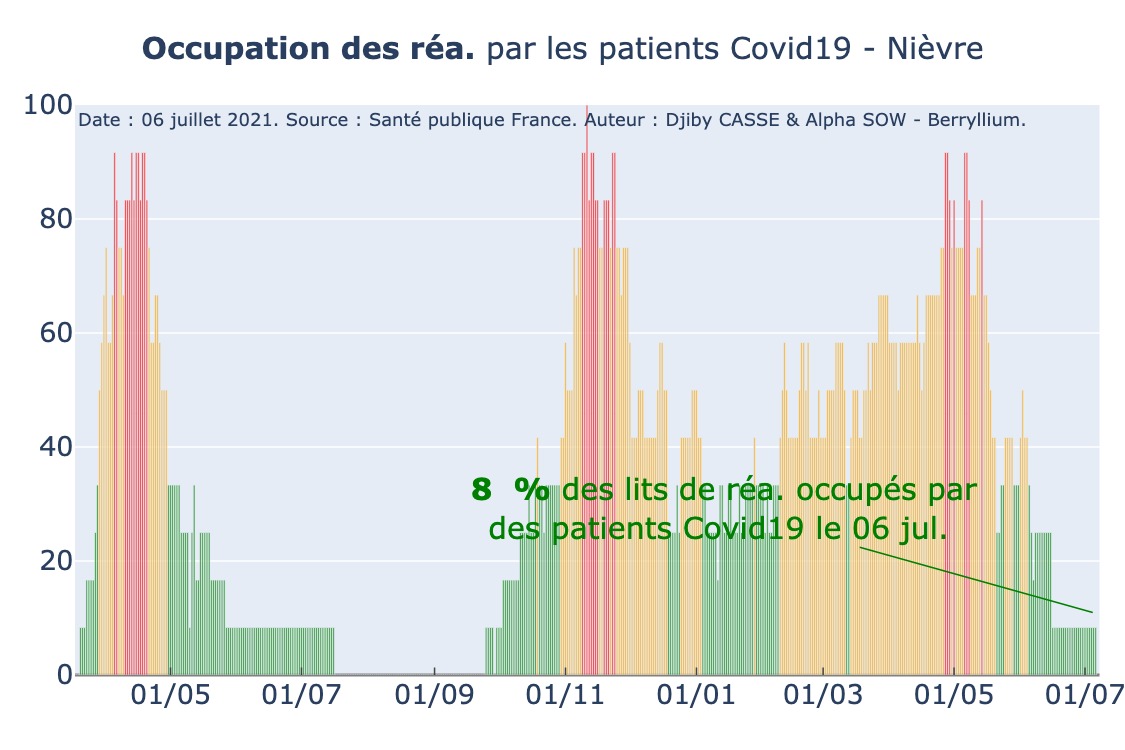 Occupation des réa. par les patients Covid19 - Nièvre
Date : 06 juillet 2021. Source : Santé publique France. Auteur : Djiby CASSE & Alpha SOW - Berryllium.
100
80
60
40
20
0
8 % des lits de réa. occupés par
des patients Covid19 le 06 jul.
01/05 01/07 01/09 01/11 01/01 01/03 01/05 01/07